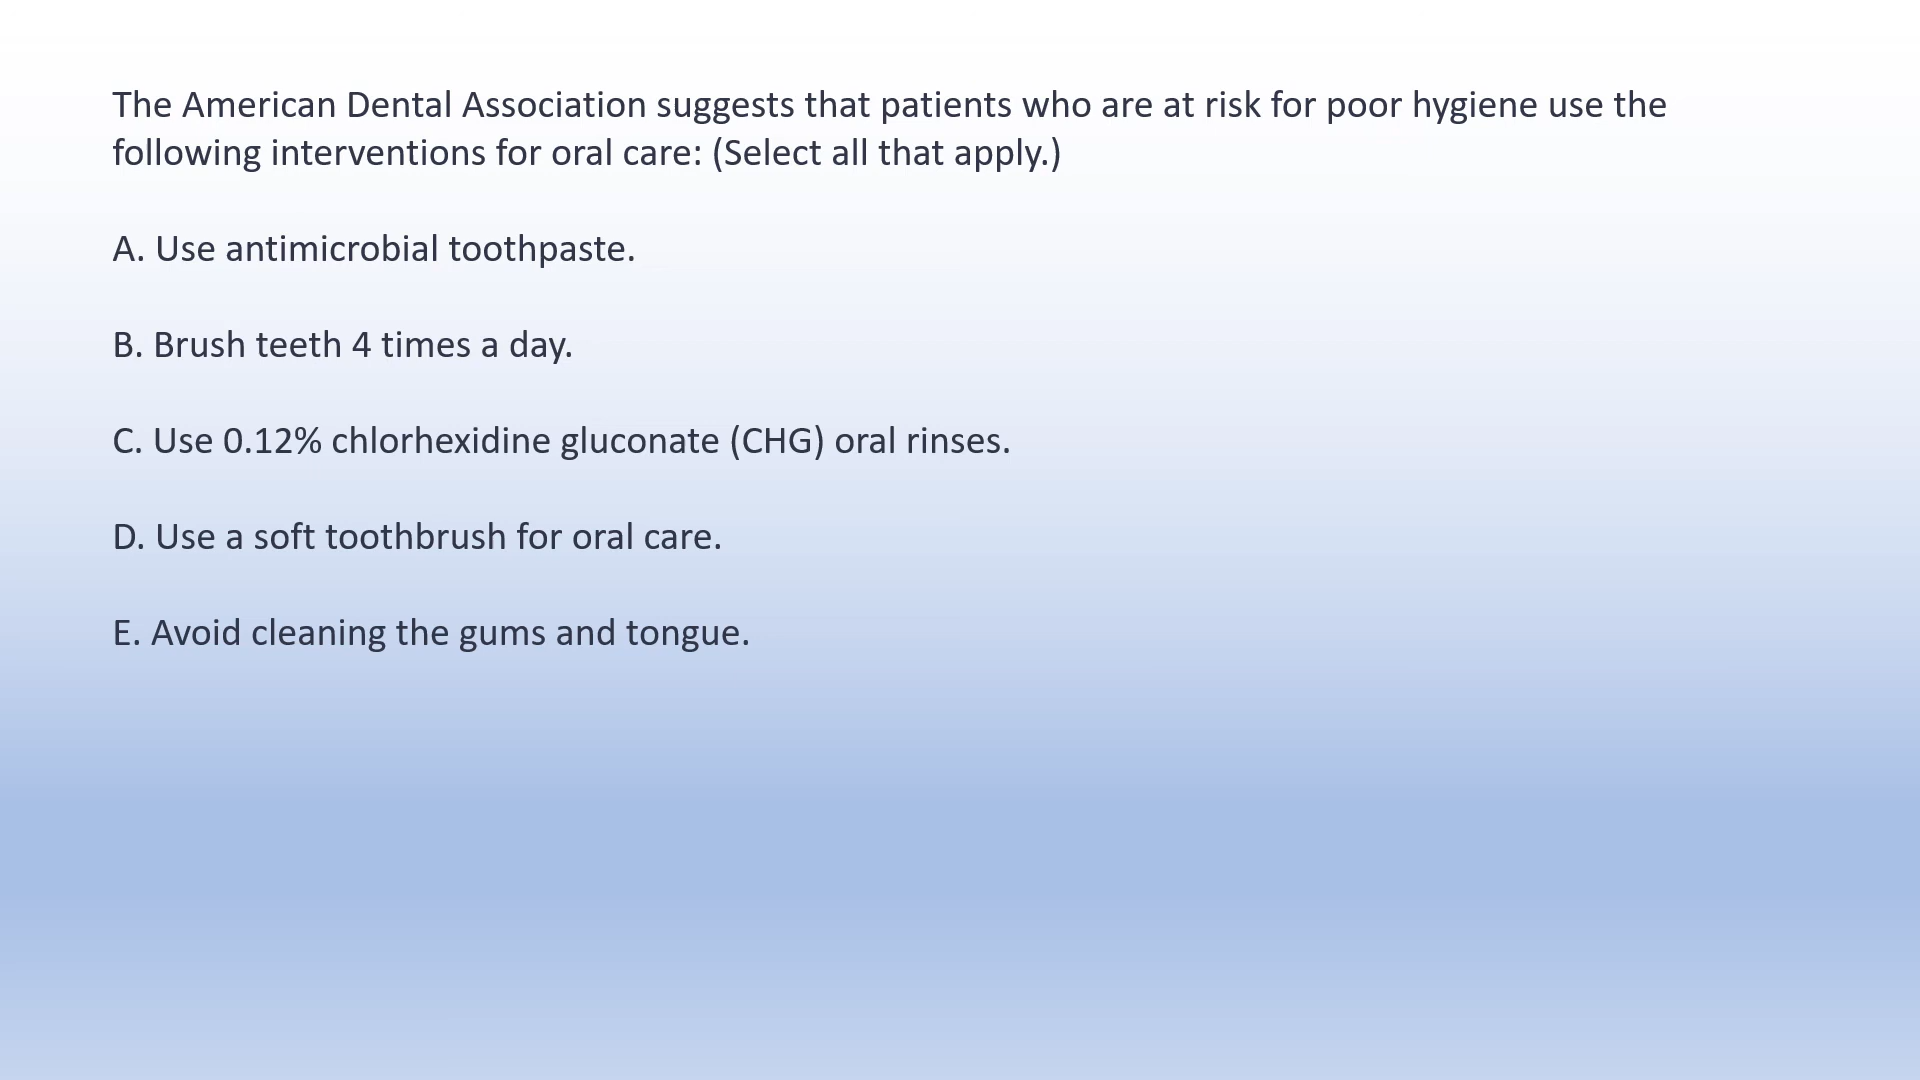 The American Dental Association suggests that patients who are at risk for poor hygiene use the
following interventions for oral care: (Select all that apply.)
A. Use antimicrobial toothpaste.
B. Brush teeth 4 times a day.
C. Use 0.12% chlorhexidine gluconate (CHG) oral rinses.
D. Use a soft toothbrush for oral care.
E. Avoid cleaning the gums and tongue.